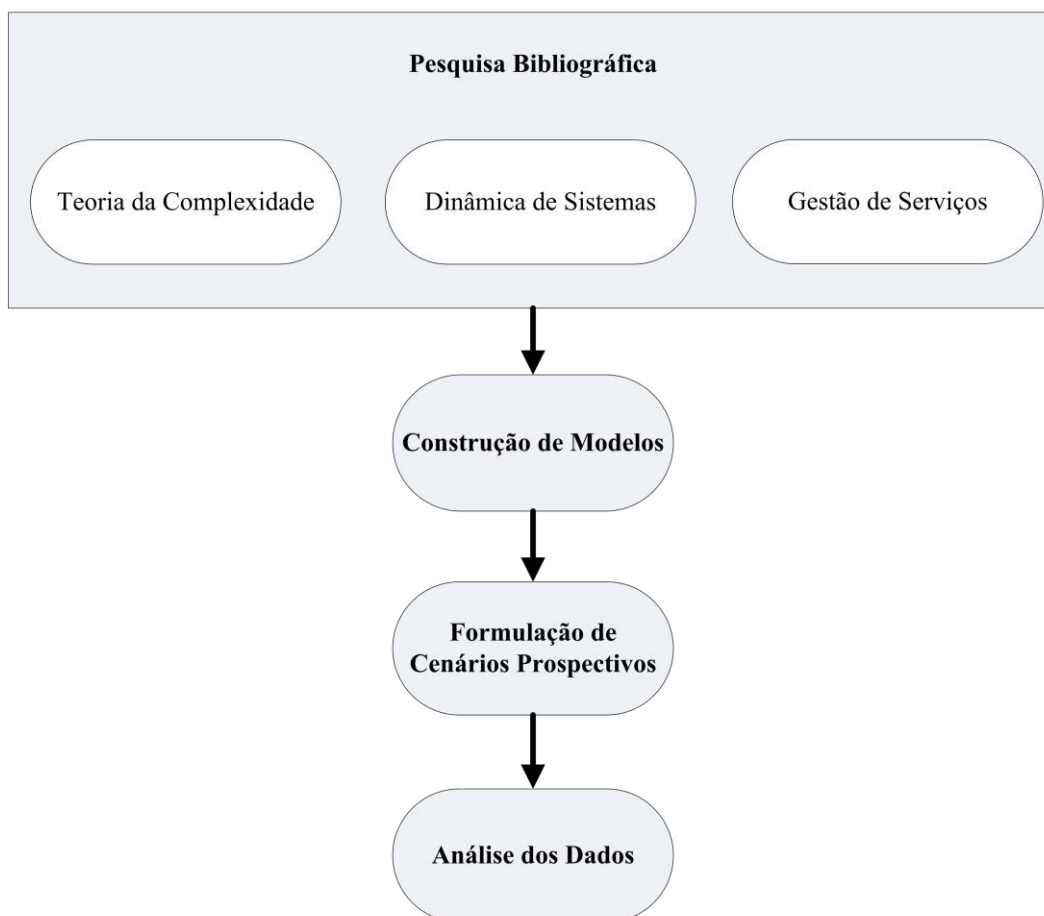 Pesquisa Bibliográfica
Teoria da Complexidade
Dinâmica de Sistemas
Gestão de Serviços
Construção de Modelos
Formulação de
Cenários Prospectivos
Análise dos Dados